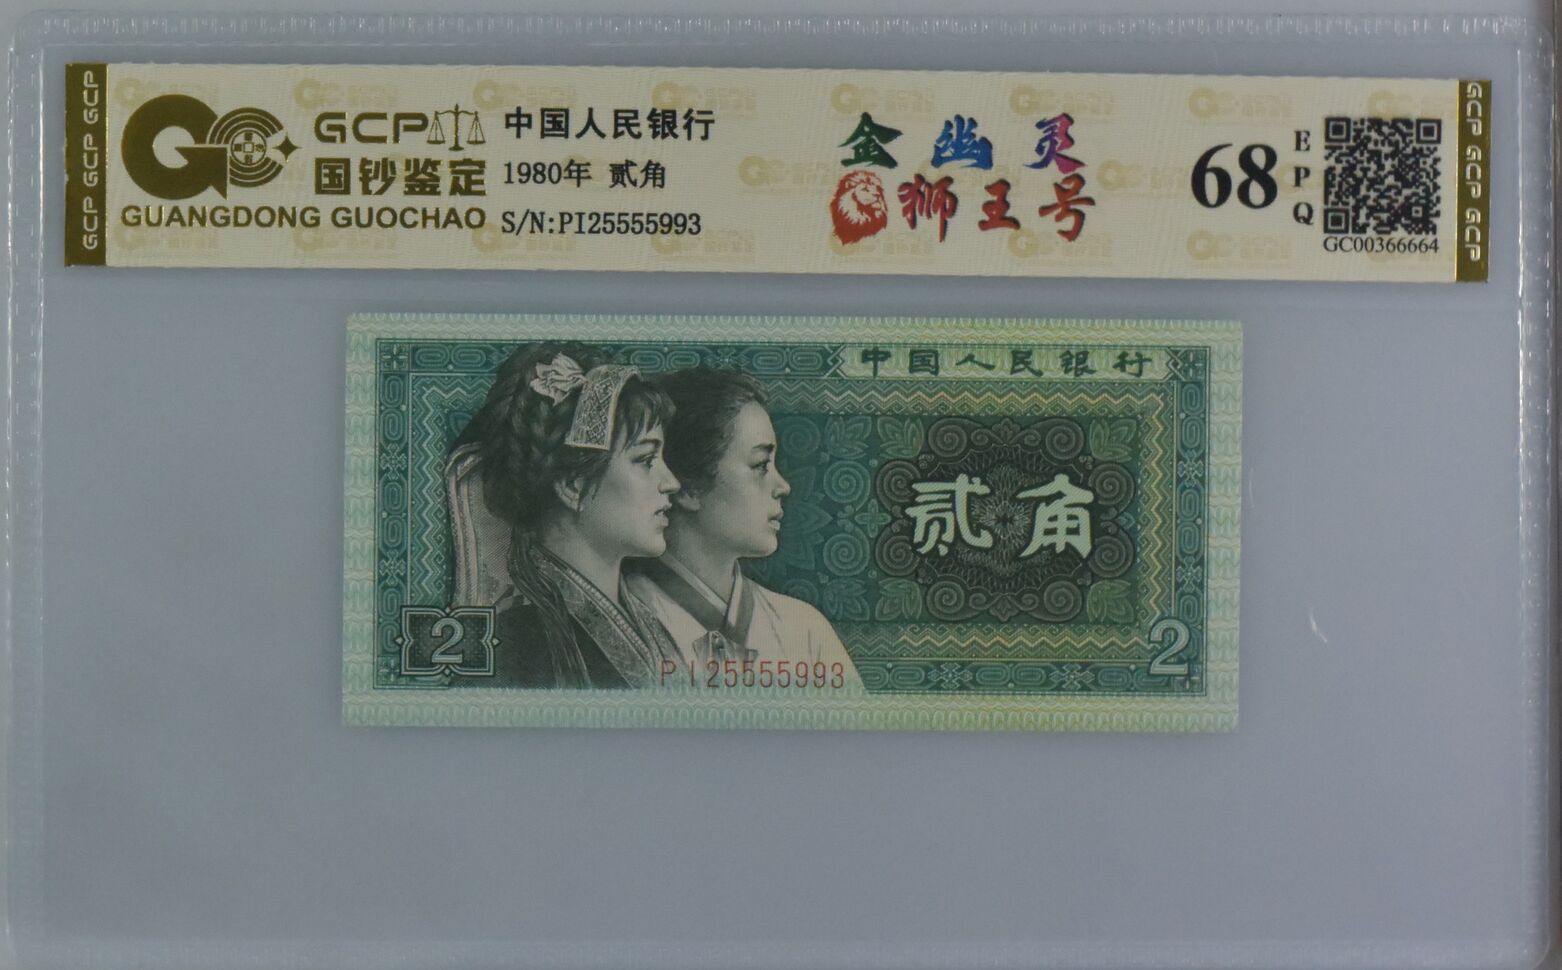 GCP GCP GCP
GCP
国钞鉴定
GUANGDONG GUOCHAO
中国人民银行
1980年 贰角
S/N:PI25555993
金幽灵
狮王号
68
EPQ
GC00366664
GCP GCP GCP
中国人民银行
贰角
2
2
PI25555993